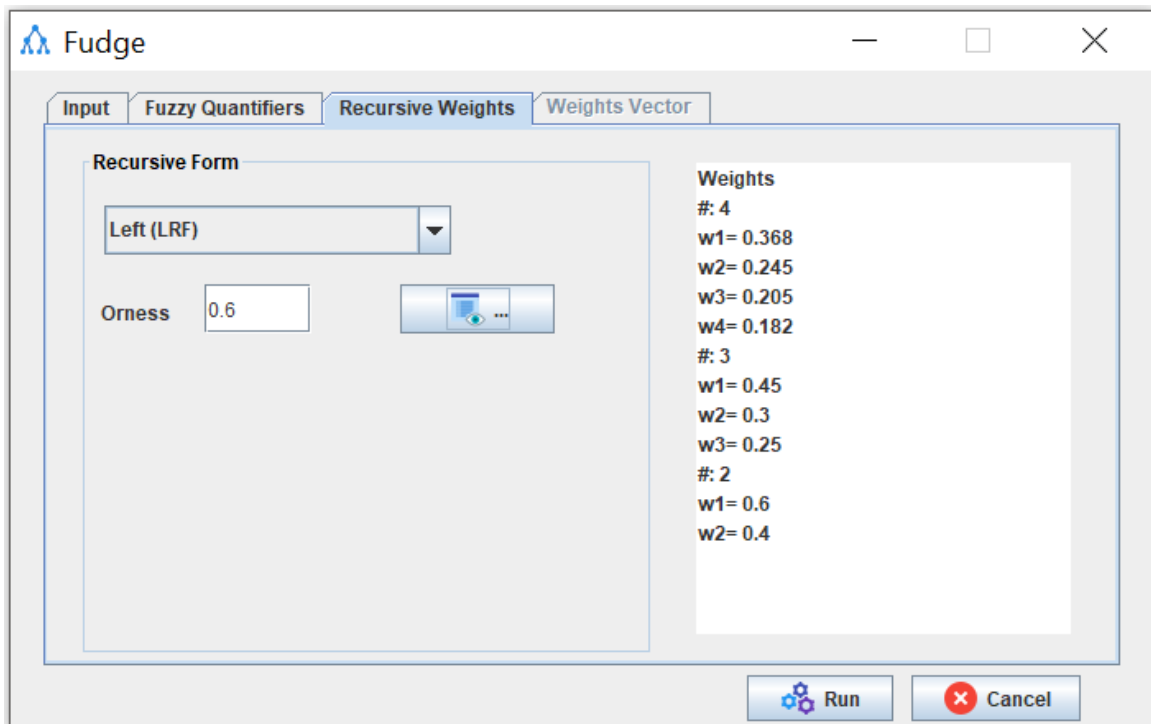 Fudge
Input Fuzzy Quantifiers Recursive Weights Weights Vector
Recursive Form
Left (LRF)
Orness 0.6 ...
Weights
#: 4
w1= 0.368
w2= 0.245
w3= 0.205
w4= 0.182
#: 3
w1= 0.45
w2= 0.3
w3= 0.25
#: 2
w1= 0.6
w2= 0.4
Run Cancel